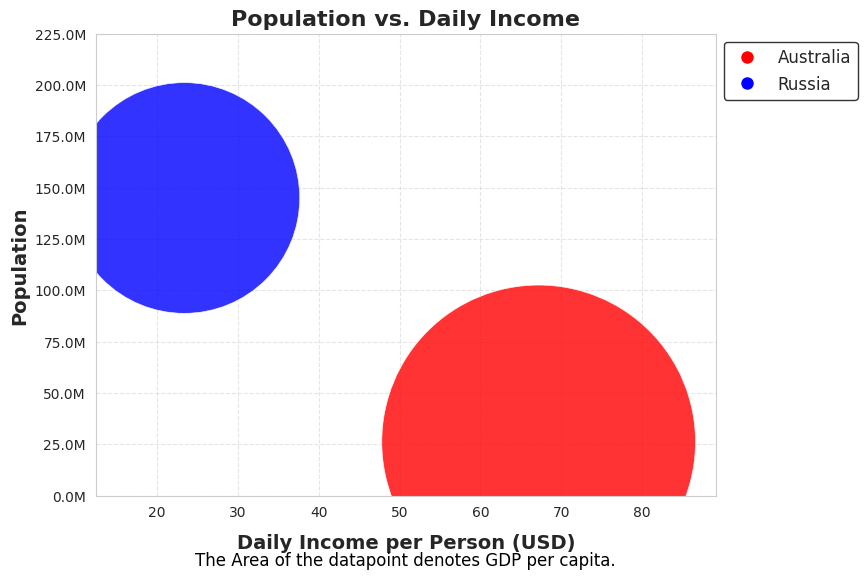 Population vs. Daily Income
225.0M
200.0M
175.0M
150.0M
125.0M
100.0M
75.0M
50.0M
25.0M
0.0M
Population
20 30 40 50 60 70 80
Daily Income per Person (USD)
The Area of the datapoint denotes GDP per capita.
Australia
Russia